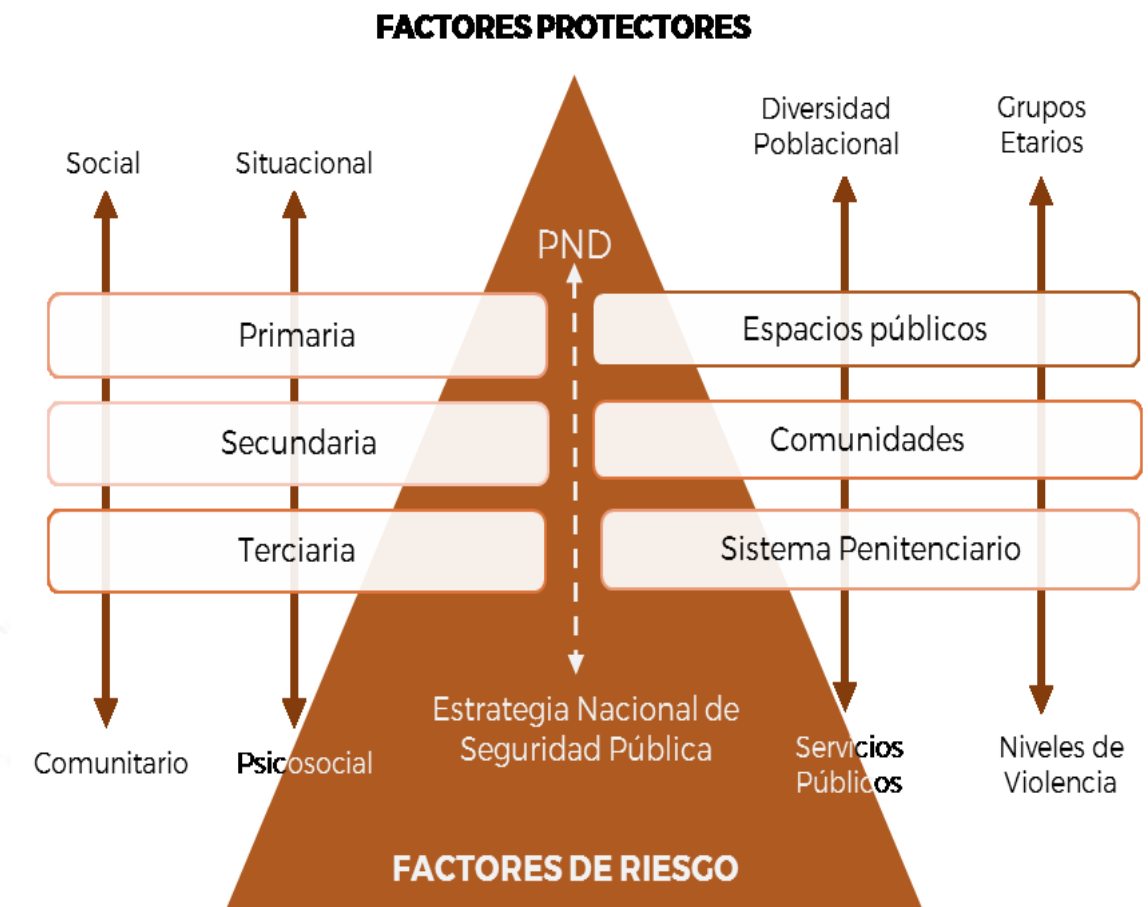 FACTORES PROTECTORES
Social
Situacional
Diversidad
Poblacional
Grupos
Etarios
PND
Primaria
Espacios públicos
Secundaria
Comunidades
Terciaria
Sistema Penitenciario
Estrategia Nacional de
Seguridad Pública
Comunitario
Psicosocial
Servicios
Públicos
Niveles de
Violencia
FACTORES DE RIESGO